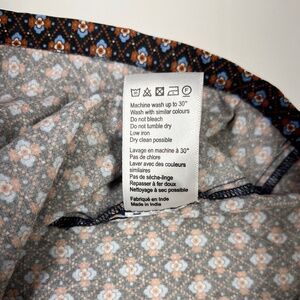 Machine wash up to 30°
Wash with similar colours
Do not bleach
Do not tumble dry
Low iron
Dry clean possible
Lavage en machine à 30°
Pas de chlore
Laver avec des couleurs
similaires
Pas de sèche-linge
Repasser à fer doux
Nettoyage à sec possible
Fabriqué en Inde
Made in India